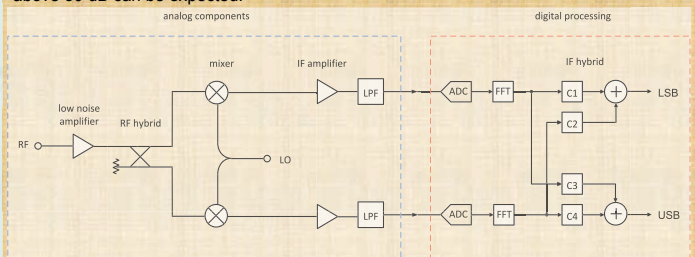 above 50 dB can be expected.
analog components
digital processing
mixer
IF amplifier
IF hybrid
low noise
amplifier
RF hybrid
RF
LO
LPF
ADC
FFT
C1
C2
LSB
C3
LPF
ADC
FFT
C4
USB